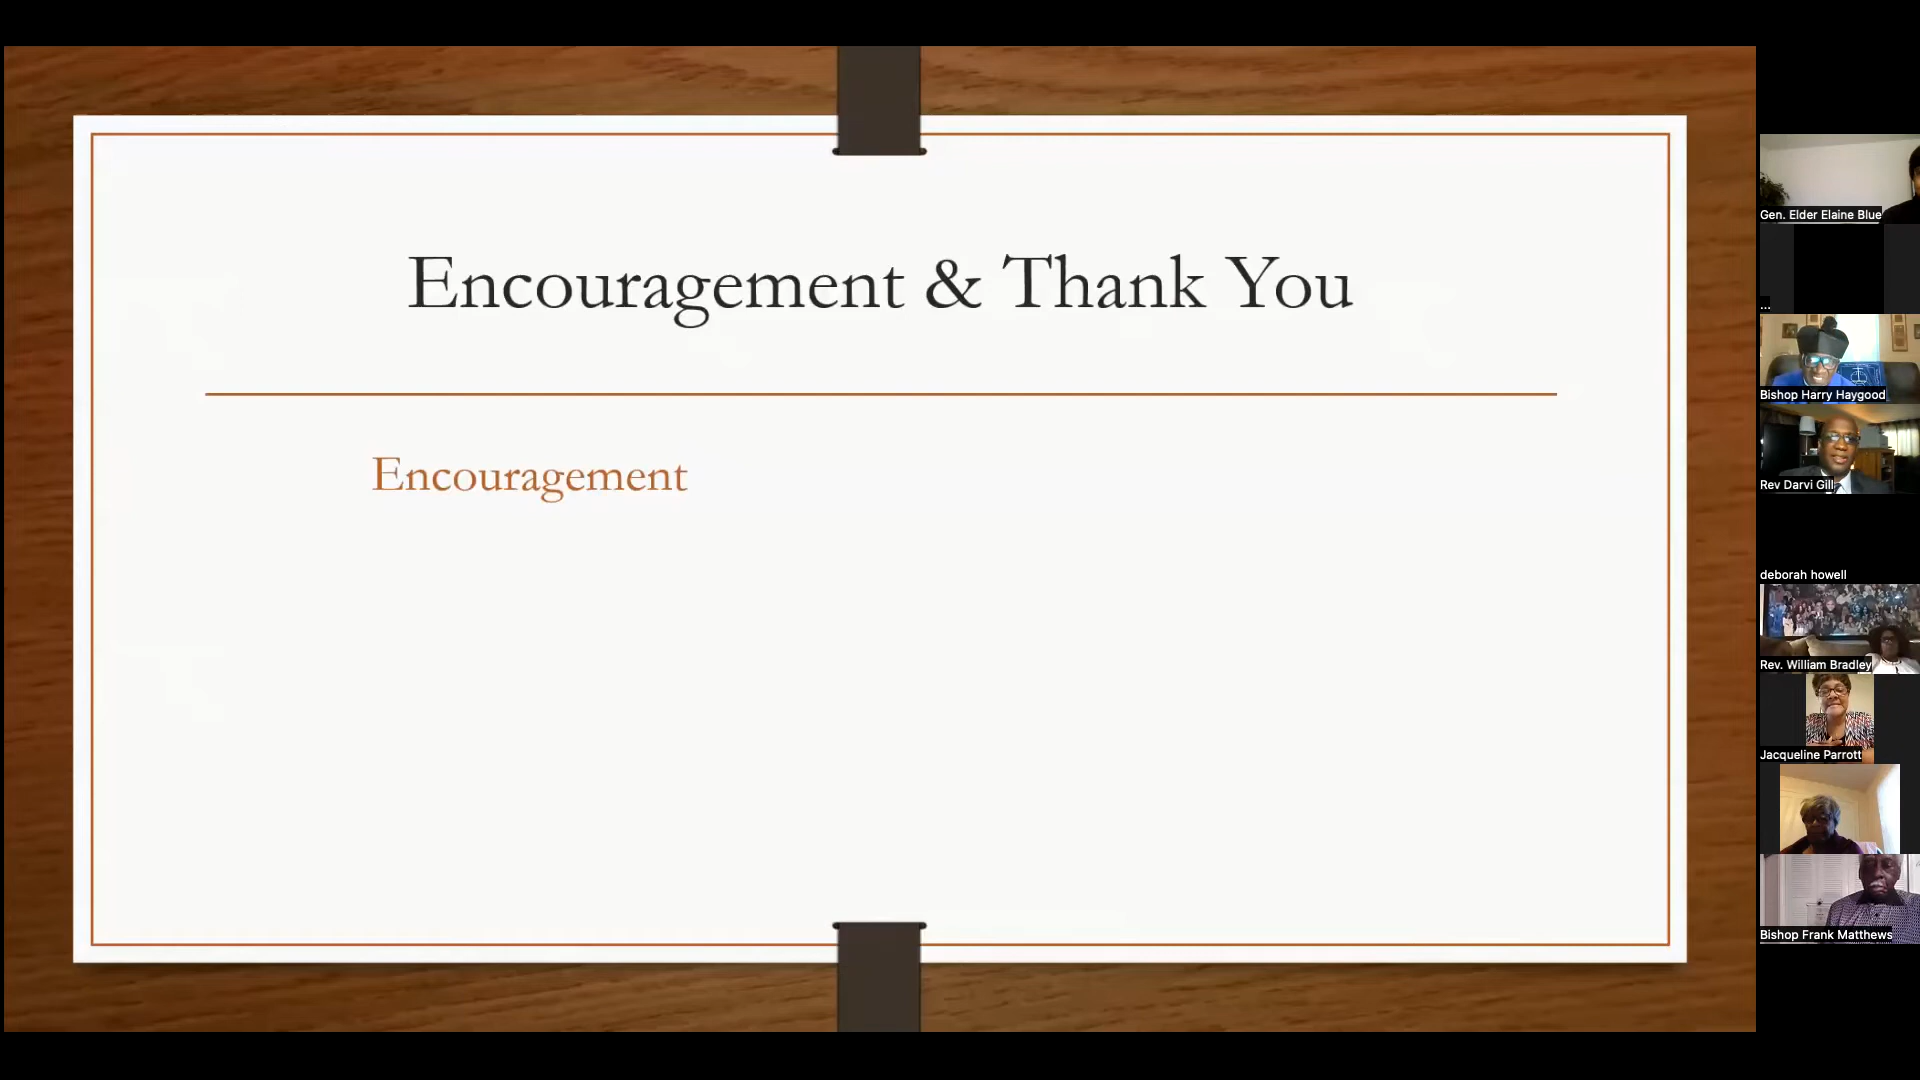 Encouragement & Thank You
Encouragement
Gen. Elder Elaine Blue
...
Bishop Harry Haygood
Rev Darvi Gill
deborah howell
Rev. William Bradley
Jacqueline Parrott
Bishop Frank Matthews